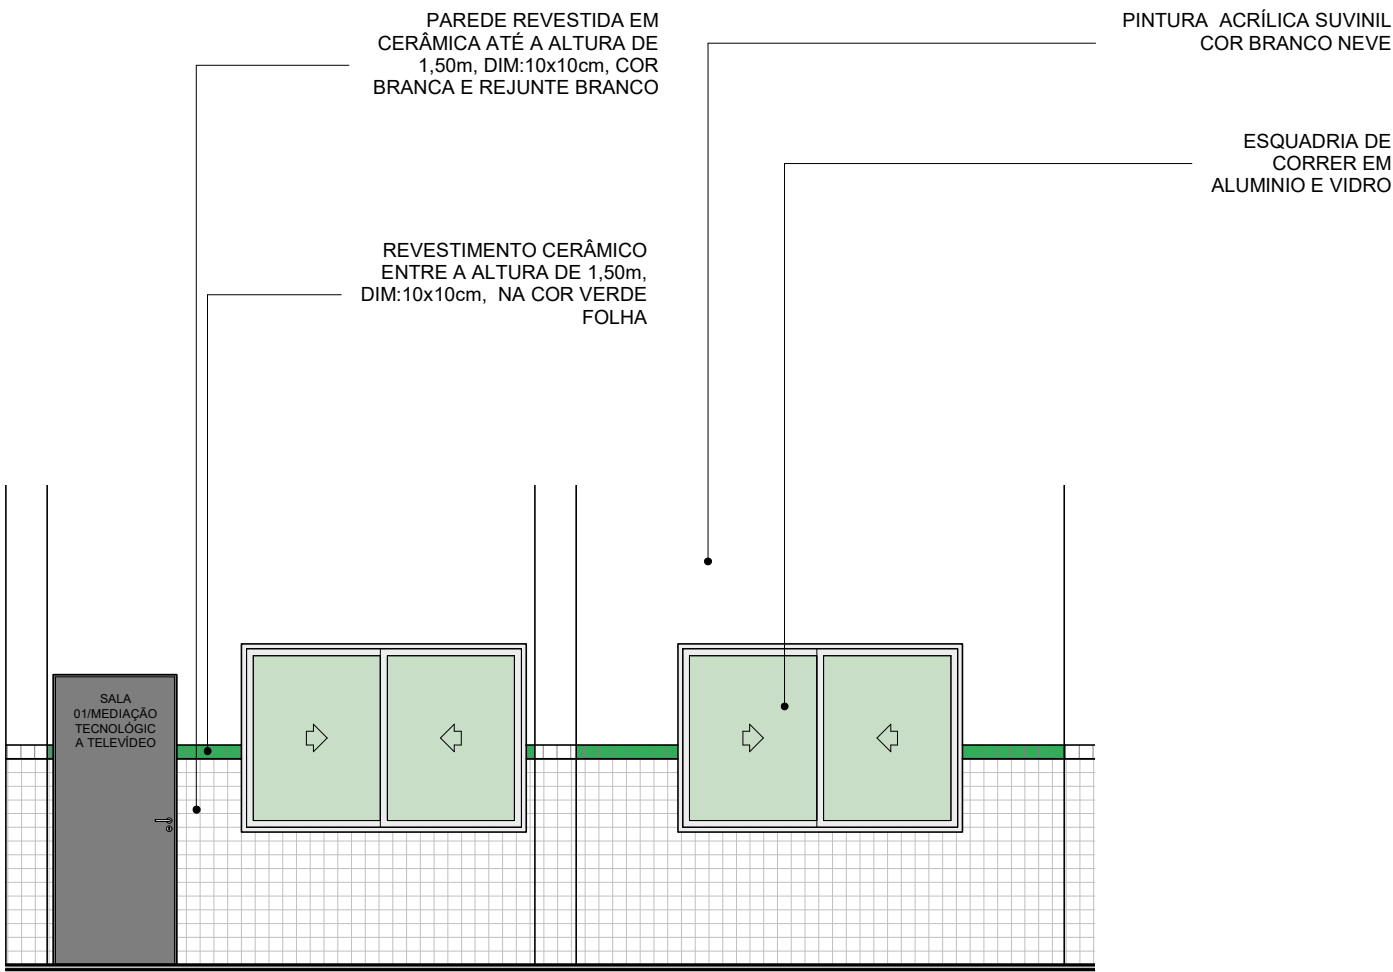 PAREDE REVESTIDA EM
CERÂMICA ATÉ A ALTURA DE
1,50m, DIM:10x10cm, COR
BRANCA E REJUNTE BRANCO
PINTURA ACRÍLICA SUVINIL
COR BRANCO NEVE
ESQUADRIA DE
CORRER EM
ALUMINIO E VIDRO
REVESTIMENTO CERÂMICO
ENTRE A ALTURA DE 1,50m,
DIM:10x10cm, NA COR VERDE
FOLHA
SALA
01/MEDIAÇÃO
TECNOLÓGIC
A TELEVÍDEO